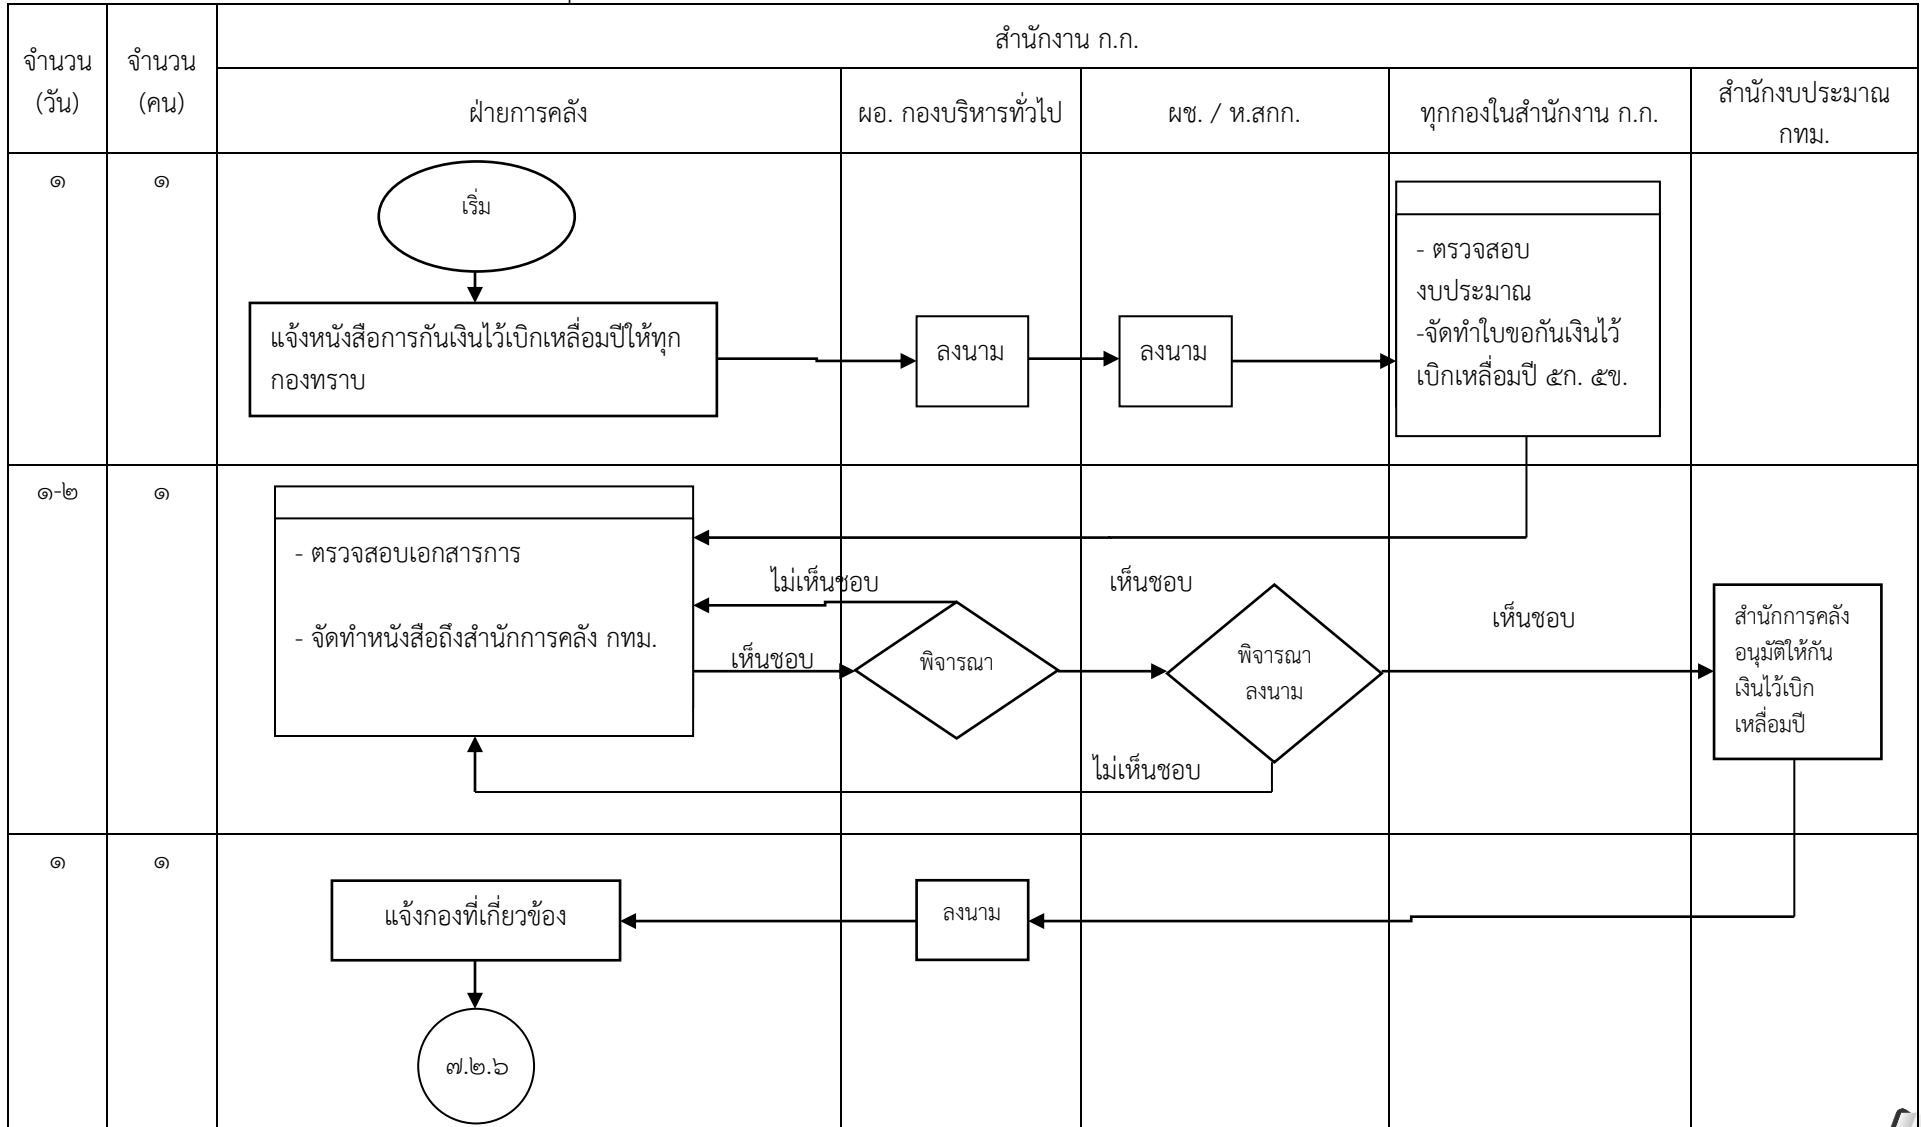 สำนักงาน ก.ก.
จำนวน
(วัน)
จำนวน
(คน)
ฝ่ายการคลัง
ผอ. กองบริหารทั่วไป
ผช. / ห.สกก.
ทุกกองในสำนักงาน ก.ก.
สำนักงบประมาณ
กทม.
๑
๑
เริ่ม
แจ้งหนังสือการกันเงินไว้เบิกเหลื่อมปีให้ทุก
กองทราบ
ลงนาม
ลงนาม
- ตรวจสอบ
งบประมาณ
-จัดทำใบขอกันเงินไว้
เบิกเหลื่อมปี ๕ก. ๕ข.
๑-๒
๑
- ตรวจสอบเอกสารการ
- จัดทำหนังสือถึงสำนักการคลัง กทม.
ไม่เห็นชอบ
เห็นชอบ
พิจารณา
เห็นชอบ
พิจารณา
ลงนาม
ไม่เห็นชอบ
เห็นชอบ
สำนักการคลัง
อนุมัติให้กัน
เงินไว้เบิก
เหลื่อมปี
๑
๑
แจ้งกองที่เกี่ยวข้อง
ลงนาม
๗.๒.๖